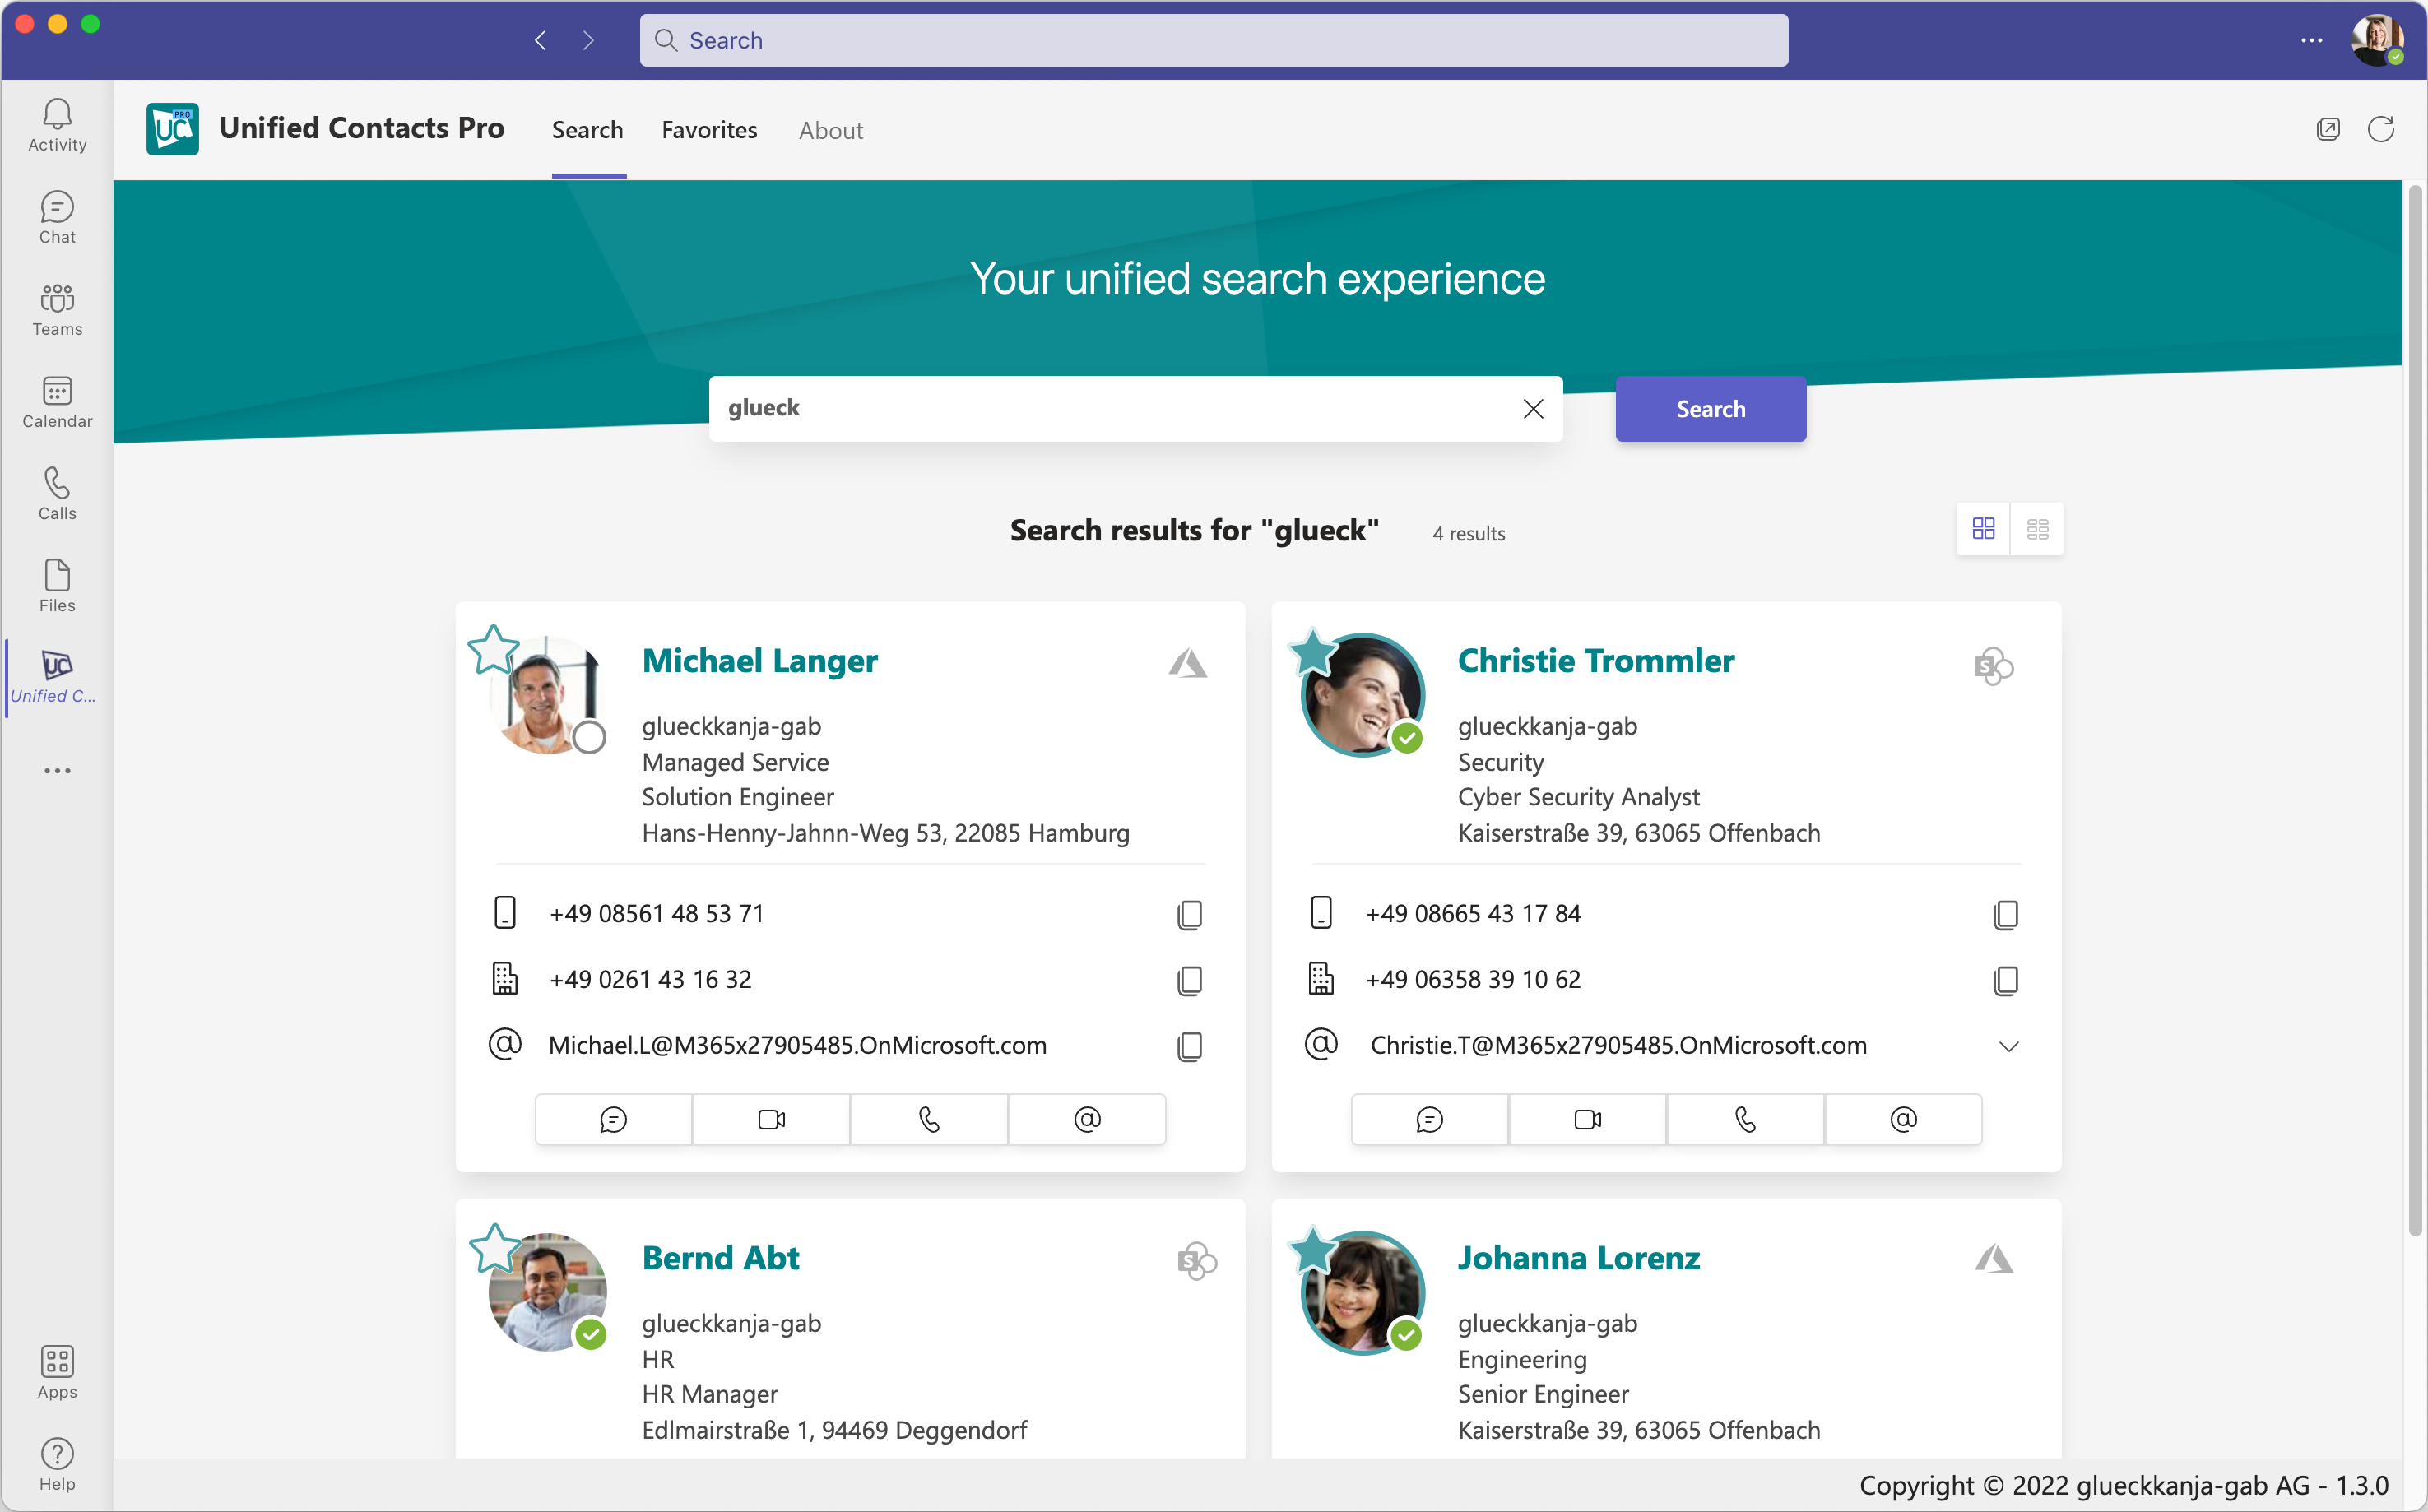 Search
Activity
Chat
Teams
Calendar
Calls
Files
UC
Unified C...
Apps
Help
UC PRO
Unified Contacts Pro
Search
Favorites
About
Your unified search experience
glueck
Search
Search results for "glueck"
4 results
Michael Langer
glueckkanja-gab
Managed Service
Solution Engineer
Hans-Henny-Jahnn-Weg 53, 22085 Hamburg
+49 08561 48 53 71
+49 0261 43 16 32
Michael.L@M365x27905485.OnMicrosoft.com
Christie Trommler
S
glueckkanja-gab
Security
Cyber Security Analyst
Kaiserstraße 39, 63065 Offenbach
+49 08665 43 17 84
+49 06358 39 10 62
Christie.T@M365x27905485.OnMicrosoft.com
Bernd Abt
S
glueckkanja-gab
HR
HR Manager
Edlmairstraße 1, 94469 Deggendorf
Johanna Lorenz
glueckkanja-gab
Engineering
Senior Engineer
Kaiserstraße 39, 63065 Offenbach
Copyright © 2022 glueckkanja-gab AG - 1.3.0